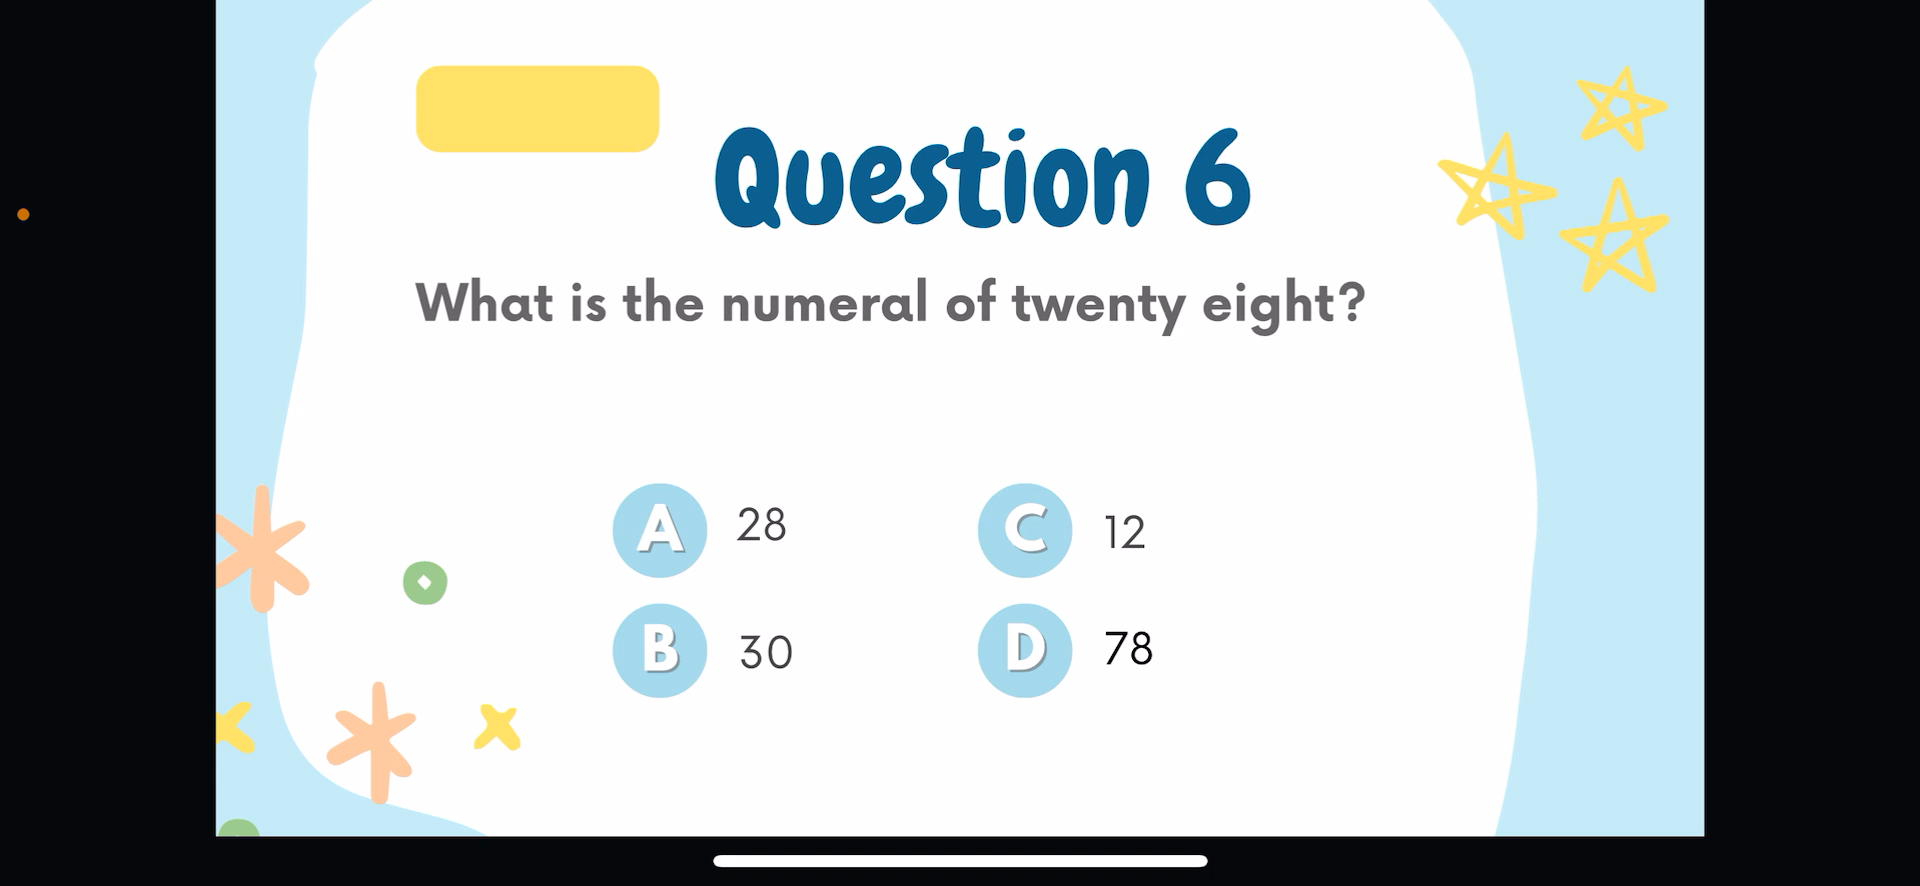 Question 6
What is the numeral of twenty eight?
A 28
C 12
B 30
D 78